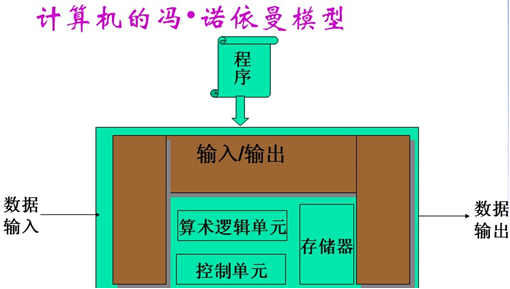 计算机的冯•诺依曼模型
程
序
输入/输出
数据
输入
算术逻辑单元
存储器
控制单元
数据
输出